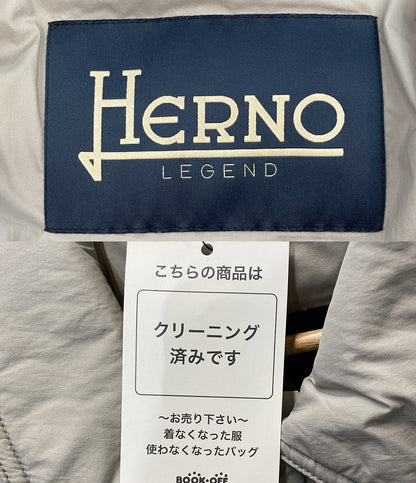 HERNO
LEGEND
こちらの商品は
クリーニング
済みです
～お売り下さい～
着なくなった服
使わなくなったバッグ
BOOK・OFF